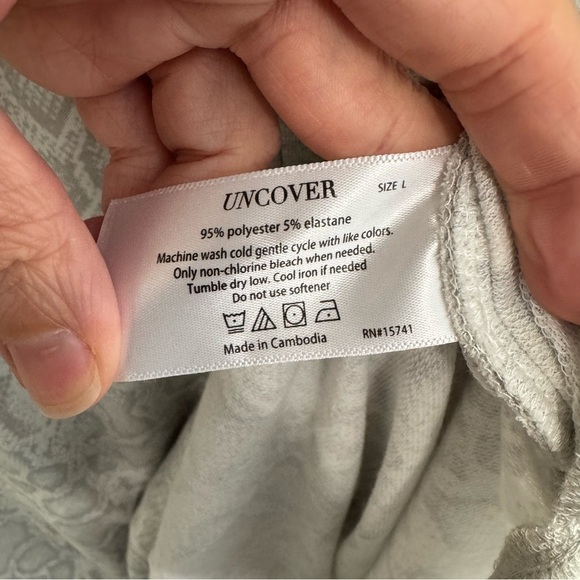 UNCOVER SIZE L
95% polyester 5% elastane
Machine wash cold gentle cycle with like colors.
Only non-chlorine bleach when needed.
Tumble dry low. Cool iron if needed
Do not use softener
Made in Cambodia RN#15741